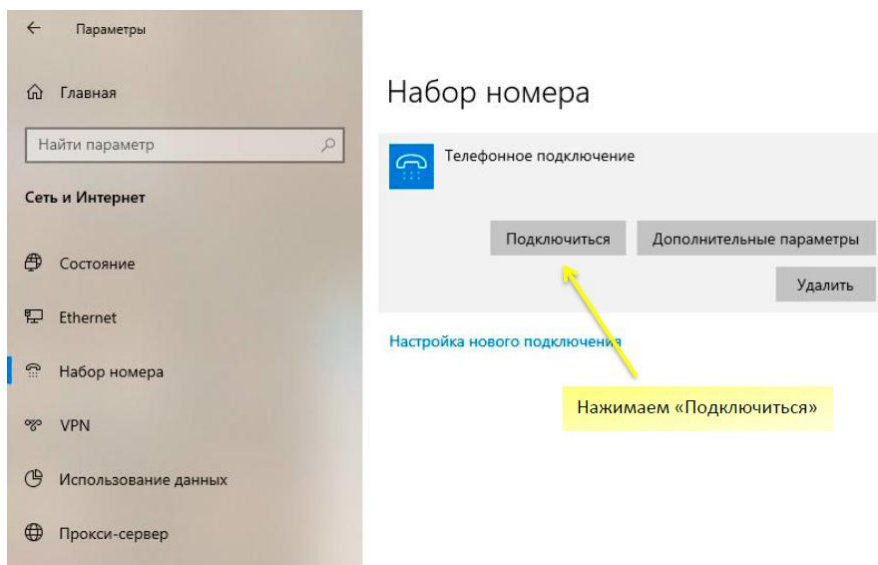 Параметры
Главная
Найти параметр
Сеть и Интернет
Состояние
Ethernet
Набор номера
VPN
Использование данных
Прокси-сервер
Набор номера
Телефонное подключение
Подключиться
Дополнительные параметры
Удалить
Настройка нового подключения
Нажимаем «Подключиться»